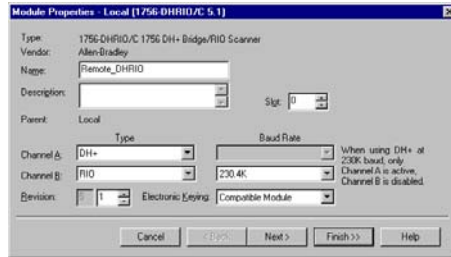 Module Properties - Local (1756-DHRIO/C 5.1)
Type: 1756-DHRIO/C 1756 DH+ Bridge/RIO Scanner
Vendor: Allen-Bradley
Name: Remote_DHRIO
Description:
Slot: 0
Parent: Local
Type Baud Rate
Channel A: DH+
Channel B: RIO 230.4K
When using DH+ at
230K baud, only
Channel A is active,
Channel B is disabled.
Revision: 5 1 Electronic Keying: Compatible Module
Cancel < Back Next > Finish >> Help